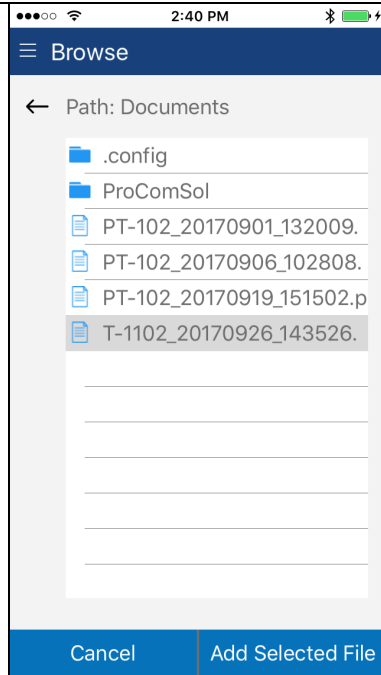 2:40 PM
Browse
Path: Documents
.config
ProComSol
PT-102_20170901_132009.
PT-102_20170906_102808.
PT-102_20170919_151502.p
T-1102_20170926_143526.
Cancel
Add Selected File